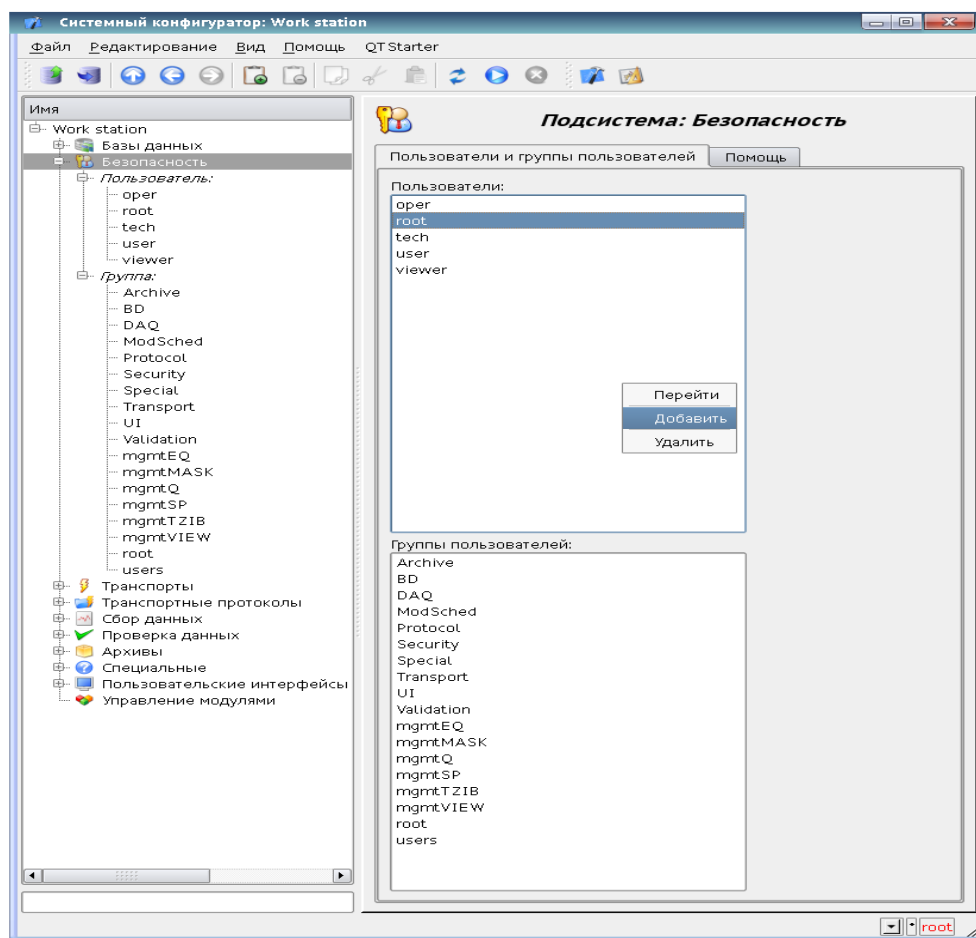 Системный конфигуратор: Work station
Файл Редактирование Вид Помощь QTStarter
Имя
Work station
Базы данных
Безопасность
Пользователь:
oper
root
tech
user
viewer
Группа:
Archive
BD
DAQ
ModSched
Protocol
Security
Special
Transport
UI
Validation
mgmtEQ
mgmtMASK
mgmtQ
mgmtSP
mgmtTZIB
mgmtVIEW
root
users
Транспорты
Транспортные протоколы
Сбор данных
Проверка данных
Архивы
Специальные
Пользовательские интерфейсы
Управление модулями
Подсистема: Безопасность
Пользователи и группы пользователей Помощь
Пользователи:
oper
root
tech
user
viewer
Перейти
Добавить
Удалить
Группы пользователей:
Archive
BD
DAQ
ModSched
Protocol
Security
Special
Transport
UI
Validation
mgmtEQ
mgmtMASK
mgmtQ
mgmtSP
mgmtTZIB
mgmtVIEW
root
users
* root